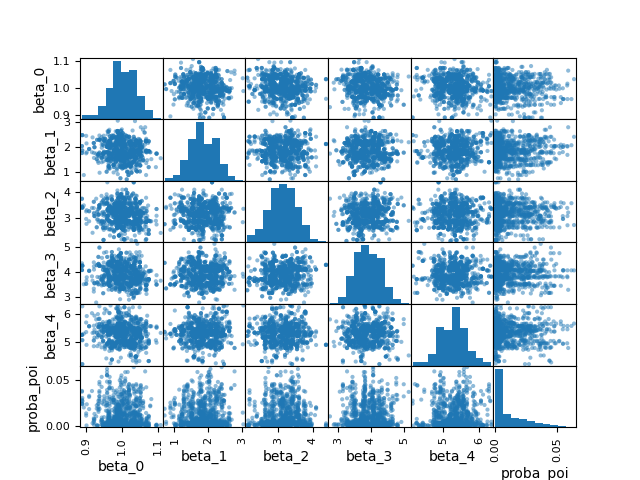 beta_0
1.1
1.0
0.9
beta_1
3
2
1
beta_2
4
3
beta_3
5
4
3
beta_4
6
5
proba_poi
0.05
0.00
0.9 1.0 1.1 1 2 3 3 4 3 4 5 5 6 0.00 0.05
beta_0 beta_1 beta_2 beta_3 beta_4 proba_poi